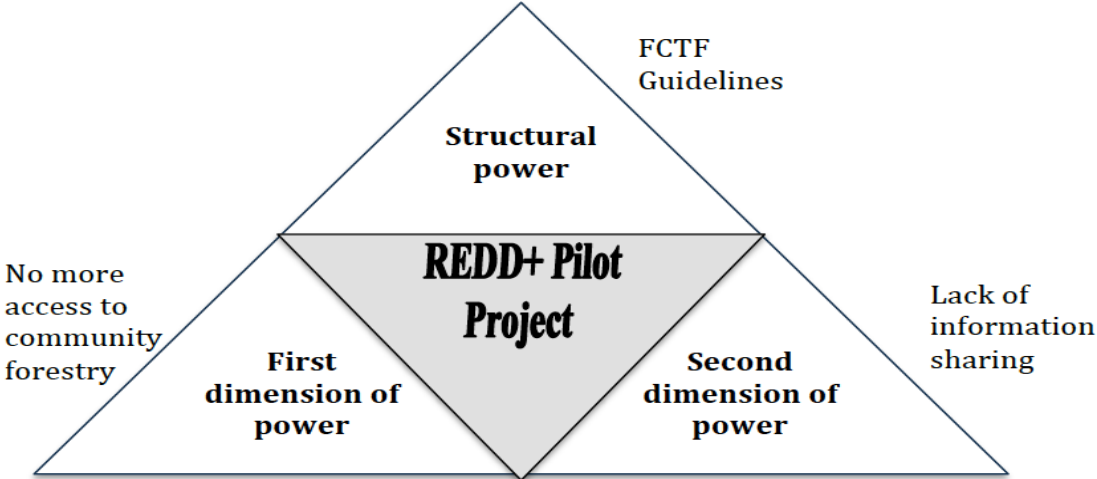 FCTF
Guidelines
Structural
power
REDD+ Pilot
Project
No more
access to
community
forestry
First
dimension of
power
Second
dimension of
power
Lack of
information
sharing